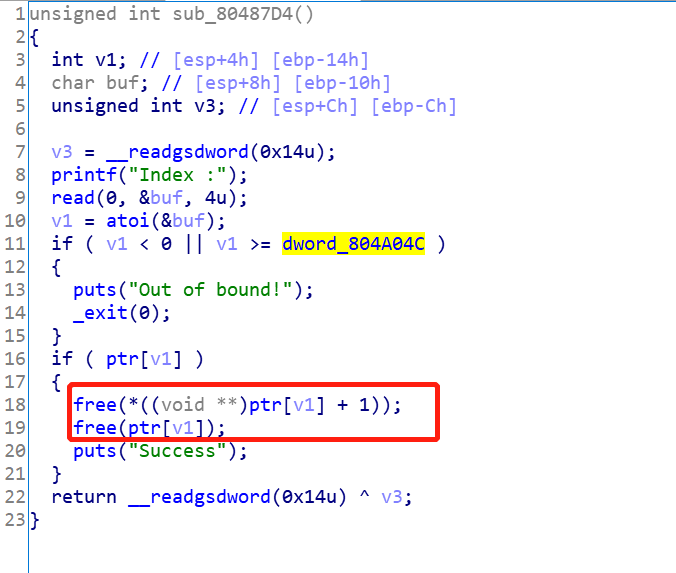 1 unsigned int sub_80487D4()
2 {
3   int v1; // [esp+4h] [ebp-14h]
4   char buf; // [esp+8h] [ebp-10h]
5   unsigned int v3; // [esp+Ch] [ebp-Ch]
6
7   v3 = __readgsdword(0x14u);
8   printf("Index :");
9   read(0, &buf, 4u);
10   v1 = atoi(&buf);
11   if ( v1 < 0 || v1 >= dword_804A04C )
12   {
13     puts("Out of bound!");
14     _exit(0);
15   }
16   if ( ptr[v1] )
17   {
18     free(*((void **)ptr[v1] + 1));
19     free(ptr[v1]);
20     puts("Success");
21   }
22   return __readgsdword(0x14u) ^ v3;
23 }